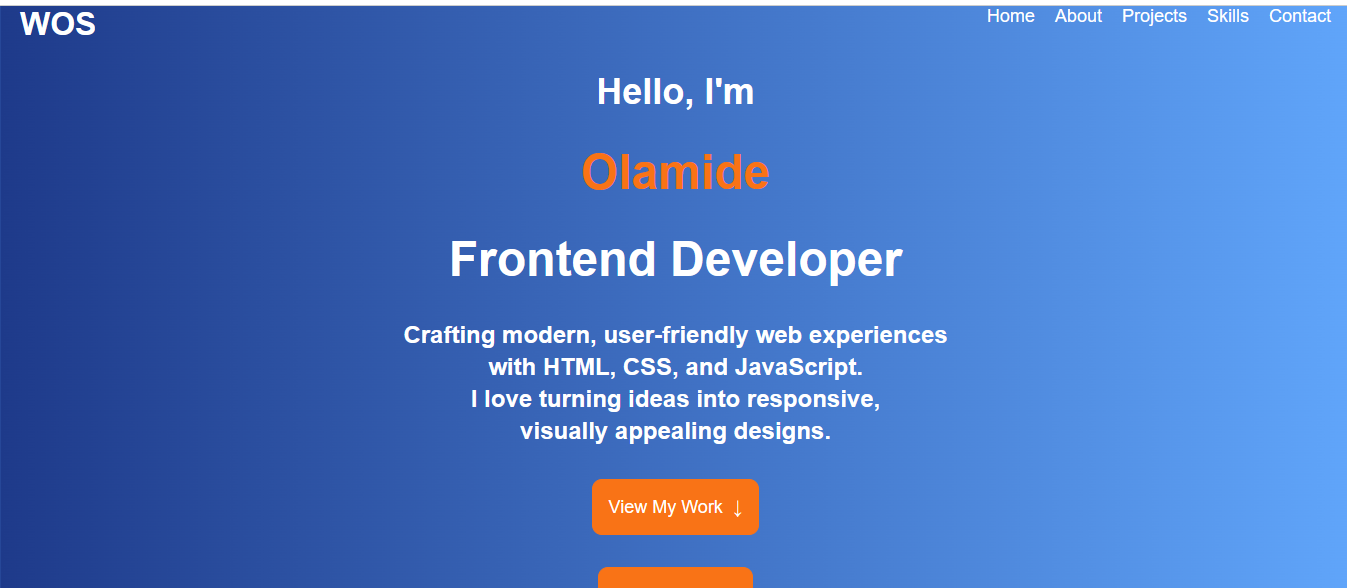 WOS
Home About Projects Skills Contact
Hello, I'm
Olamide
Frontend Developer
Crafting modern, user-friendly web experiences
with HTML, CSS, and JavaScript.
I love turning ideas into responsive,
visually appealing designs.
View My Work ↓